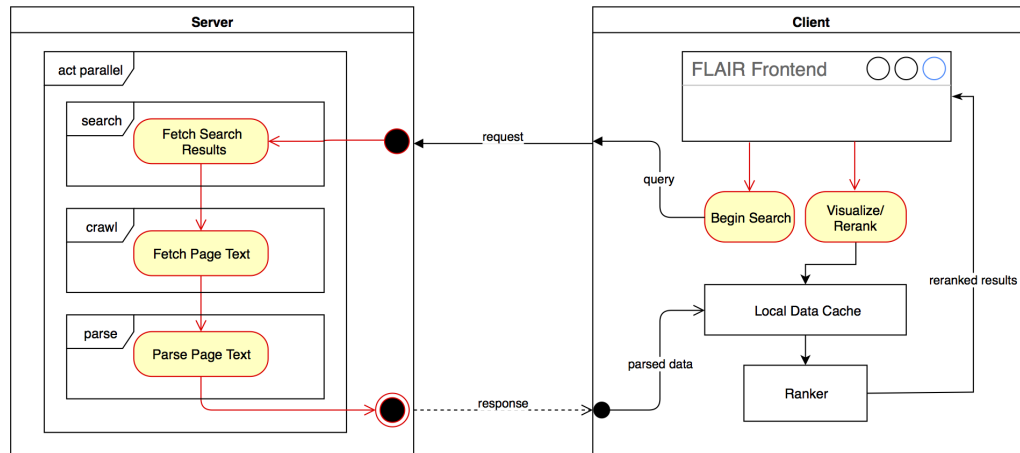 Server
Client
act parallel
FLAIR Frontend
search
Fetch Search
Results
request
query
Begin Search
Visualize/
Rerank
crawl
Fetch Page Text
reranked results
Local Data Cache
parse
Parse Page Text
parsed data
Ranker
response